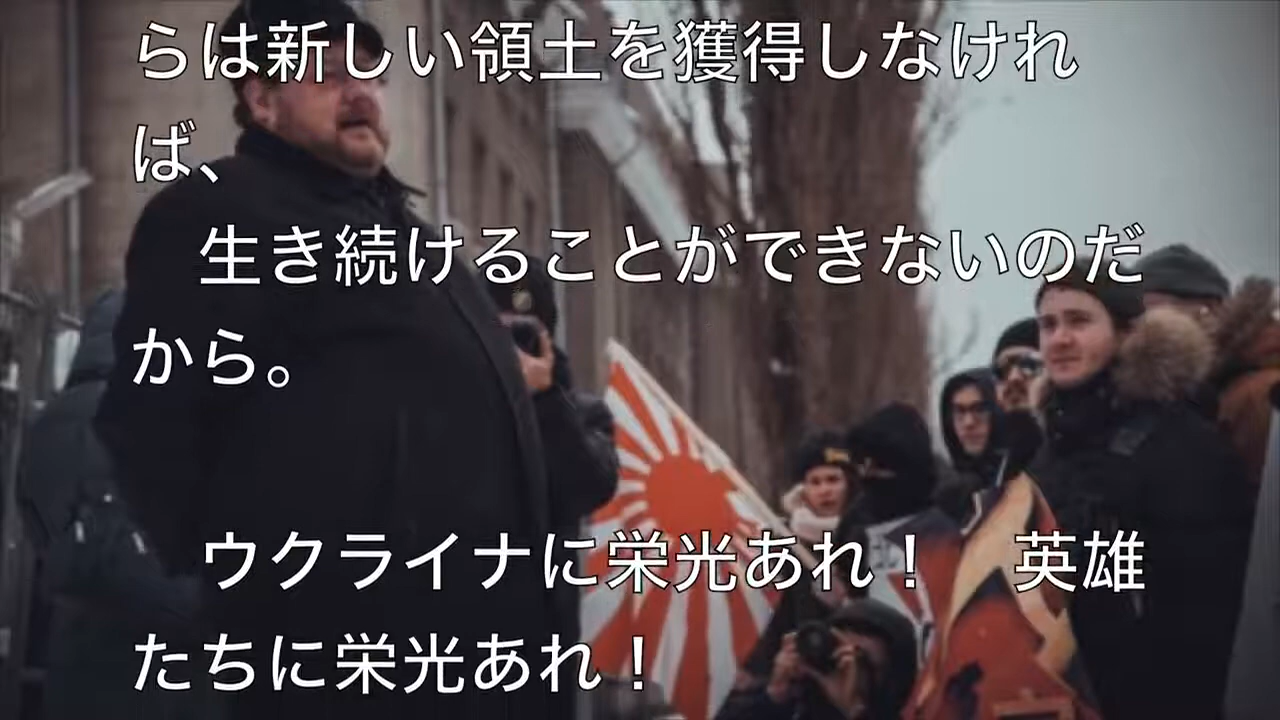 らは新しい領土を獲得しなけれ
ば、
　生き続けることができないのだ
から。
　ウクライナに栄光あれ！　英雄
たちに栄光あれ！